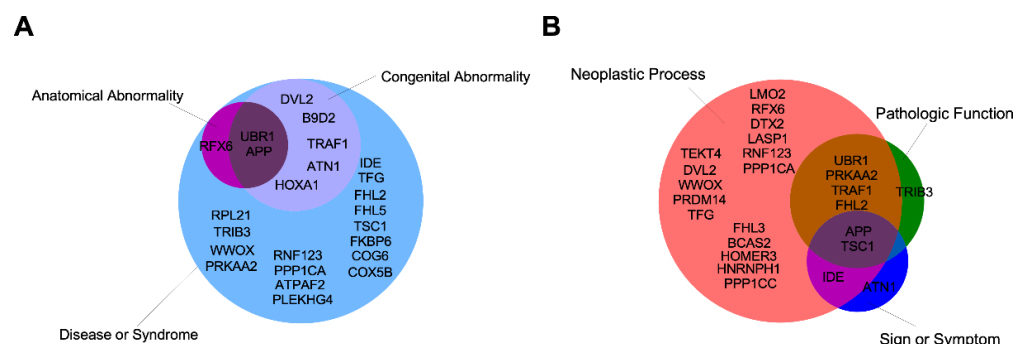 A
Anatomical Abnormality
Congenital Abnormality
DVL2
B9D2
RFX6
UBR1
APP
TRAF1
ATN1
HOXA1
IDE
TFG
FHL2
FHL5
TSC1
FKBP6
COG6
COX5B
RPL21
TRIB3
WWOX
PRKAA2
RNF123
PPP1CA
ATPAF2
PLEKHG4
Disease or Syndrome
B
Neoplastic Process
Pathologic Function
LMO2
RFX6
DTX2
LASP1
RNF123
PPP1CA
TEKT4
DVL2
WWOX
PRDM14
TFG
UBR1
PRKAA2
TRAF1
FHL2
TRIB3
FHL3
BCAS2
HOMER3
HNRNPH1
PPP1CC
APP
TSC1
IDE
ATN1
Sign or Symptom